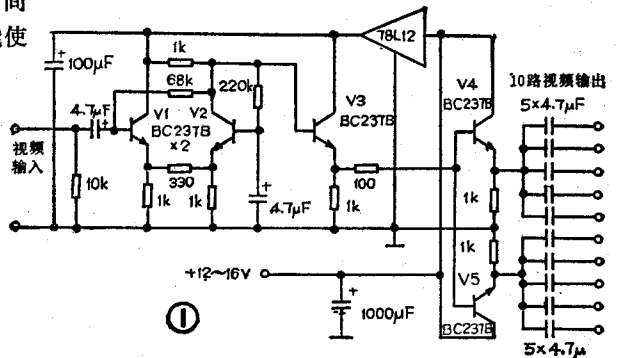 间
使
100μF
1k
68k
220k
78L12
4.7μF
V1
V2
BC237B
×2
V3
BC237B
V4
BC237B
10路视频输出
5×4.7μF
视频
输入
10k
330
1k
1k
4.7μF
100
1k
1k
1k
+12~16V
1000μF
V5
BC237B
5×4.7μ
①